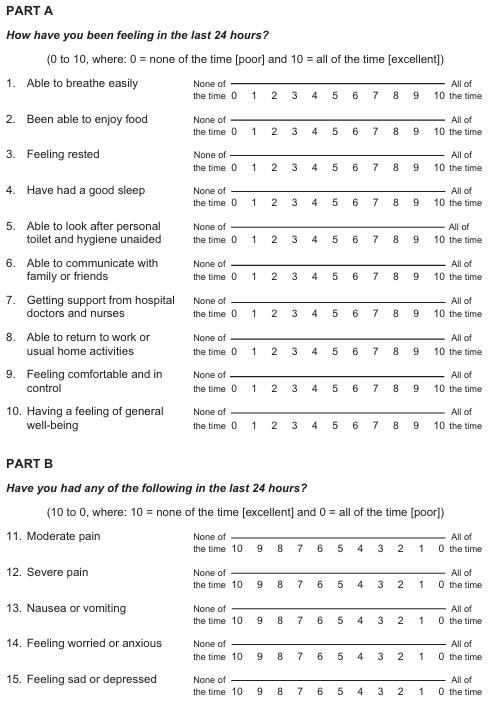 PART A
How have you been feeling in the last 24 hours?
(0 to 10, where: 0 = none of the time [poor] and 10 = all of the time [excellent])
1. Able to breathe easily None of the time 0 1 2 3 4 5 6 7 8 9 10 All of the time
2. Been able to enjoy food None of the time 0 1 2 3 4 5 6 7 8 9 10 All of the time
3. Feeling rested None of the time 0 1 2 3 4 5 6 7 8 9 10 All of the time
4. Have had a good sleep None of the time 0 1 2 3 4 5 6 7 8 9 10 All of the time
5. Able to look after personal None of All of
toilet and hygiene unaided the time 0 1 2 3 4 5 6 7 8 9 10 the time
6. Able to communicate with None of All of
family or friends the time 0 1 2 3 4 5 6 7 8 9 10 the time
7. Getting support from hospital None of All of
doctors and nurses the time 0 1 2 3 4 5 6 7 8 9 10 the time
8. Able to return to work or None of All of
usual home activities the time 0 1 2 3 4 5 6 7 8 9 10 the time
9. Feeling comfortable and in None of All of
control the time 0 1 2 3 4 5 6 7 8 9 10 the time
10. Having a feeling of general None of All of
well-being the time 0 1 2 3 4 5 6 7 8 9 10 the time
PART B
Have you had any of the following in the last 24 hours?
(10 to 0, where: 10 = none of the time [excellent] and 0 = all of the time [poor])
11. Moderate pain None of the time 10 9 8 7 6 5 4 3 2 1 0 All of the time
12. Severe pain None of the time 10 9 8 7 6 5 4 3 2 1 0 All of the time
13. Nausea or vomiting None of the time 10 9 8 7 6 5 4 3 2 1 0 All of the time
14. Feeling worried or anxious None of the time 10 9 8 7 6 5 4 3 2 1 0 All of the time
15. Feeling sad or depressed None of the time 10 9 8 7 6 5 4 3 2 1 0 All of the time